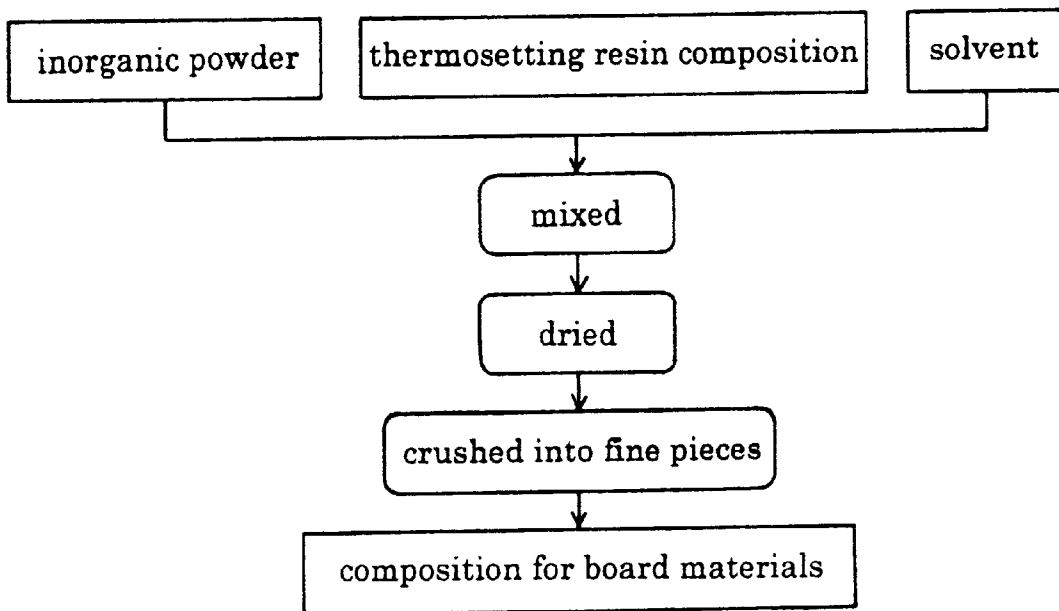 inorganic powder
thermosetting resin composition
solvent
mixed
dried
crushed into fine pieces
composition for board materials